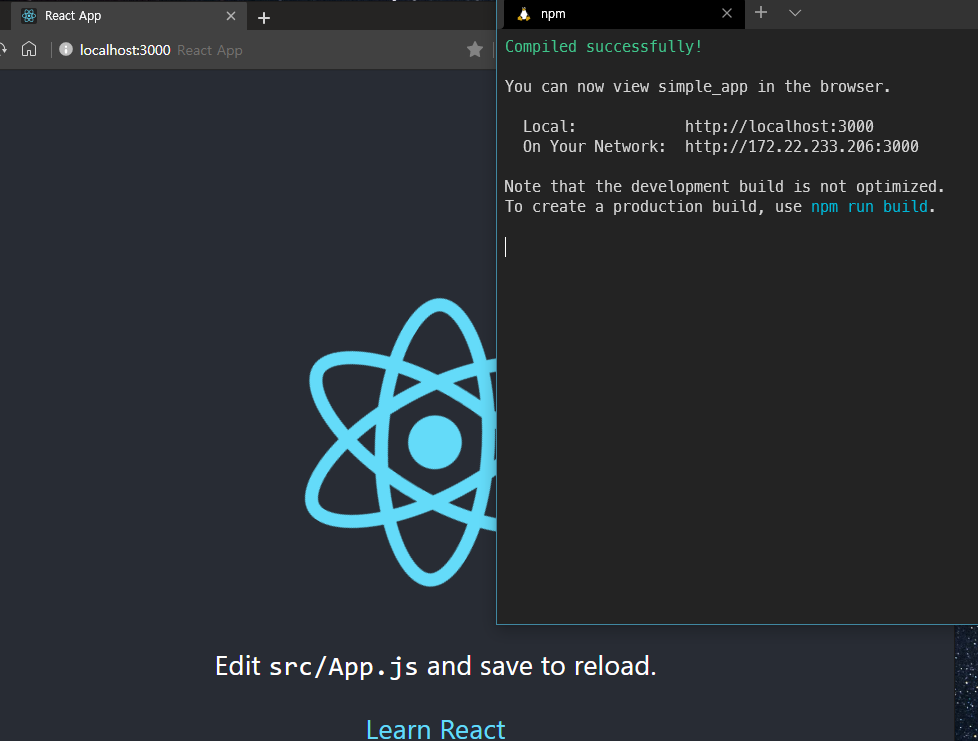 React App
localhost:3000 React App
npm
Compiled successfully!
You can now view simple_app in the browser.
Local: http://localhost:3000
On Your Network: http://172.22.233.206:3000
Note that the development build is not optimized.
To create a production build, use npm run build.
Edit src/App.js and save to reload.
Learn React